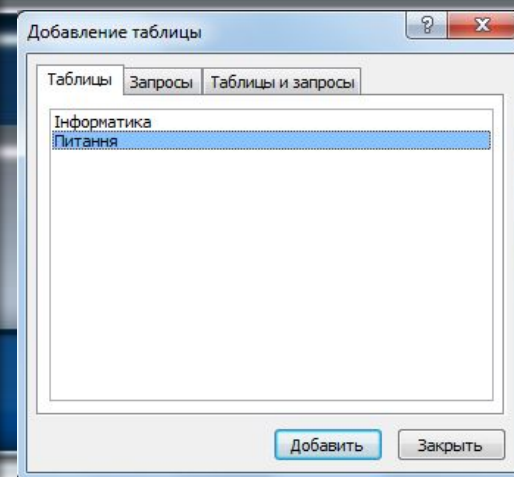 Добавление таблицы
Таблицы Запросы Таблицы и запросы
Інформатика
Питання
Добавить Закрыть